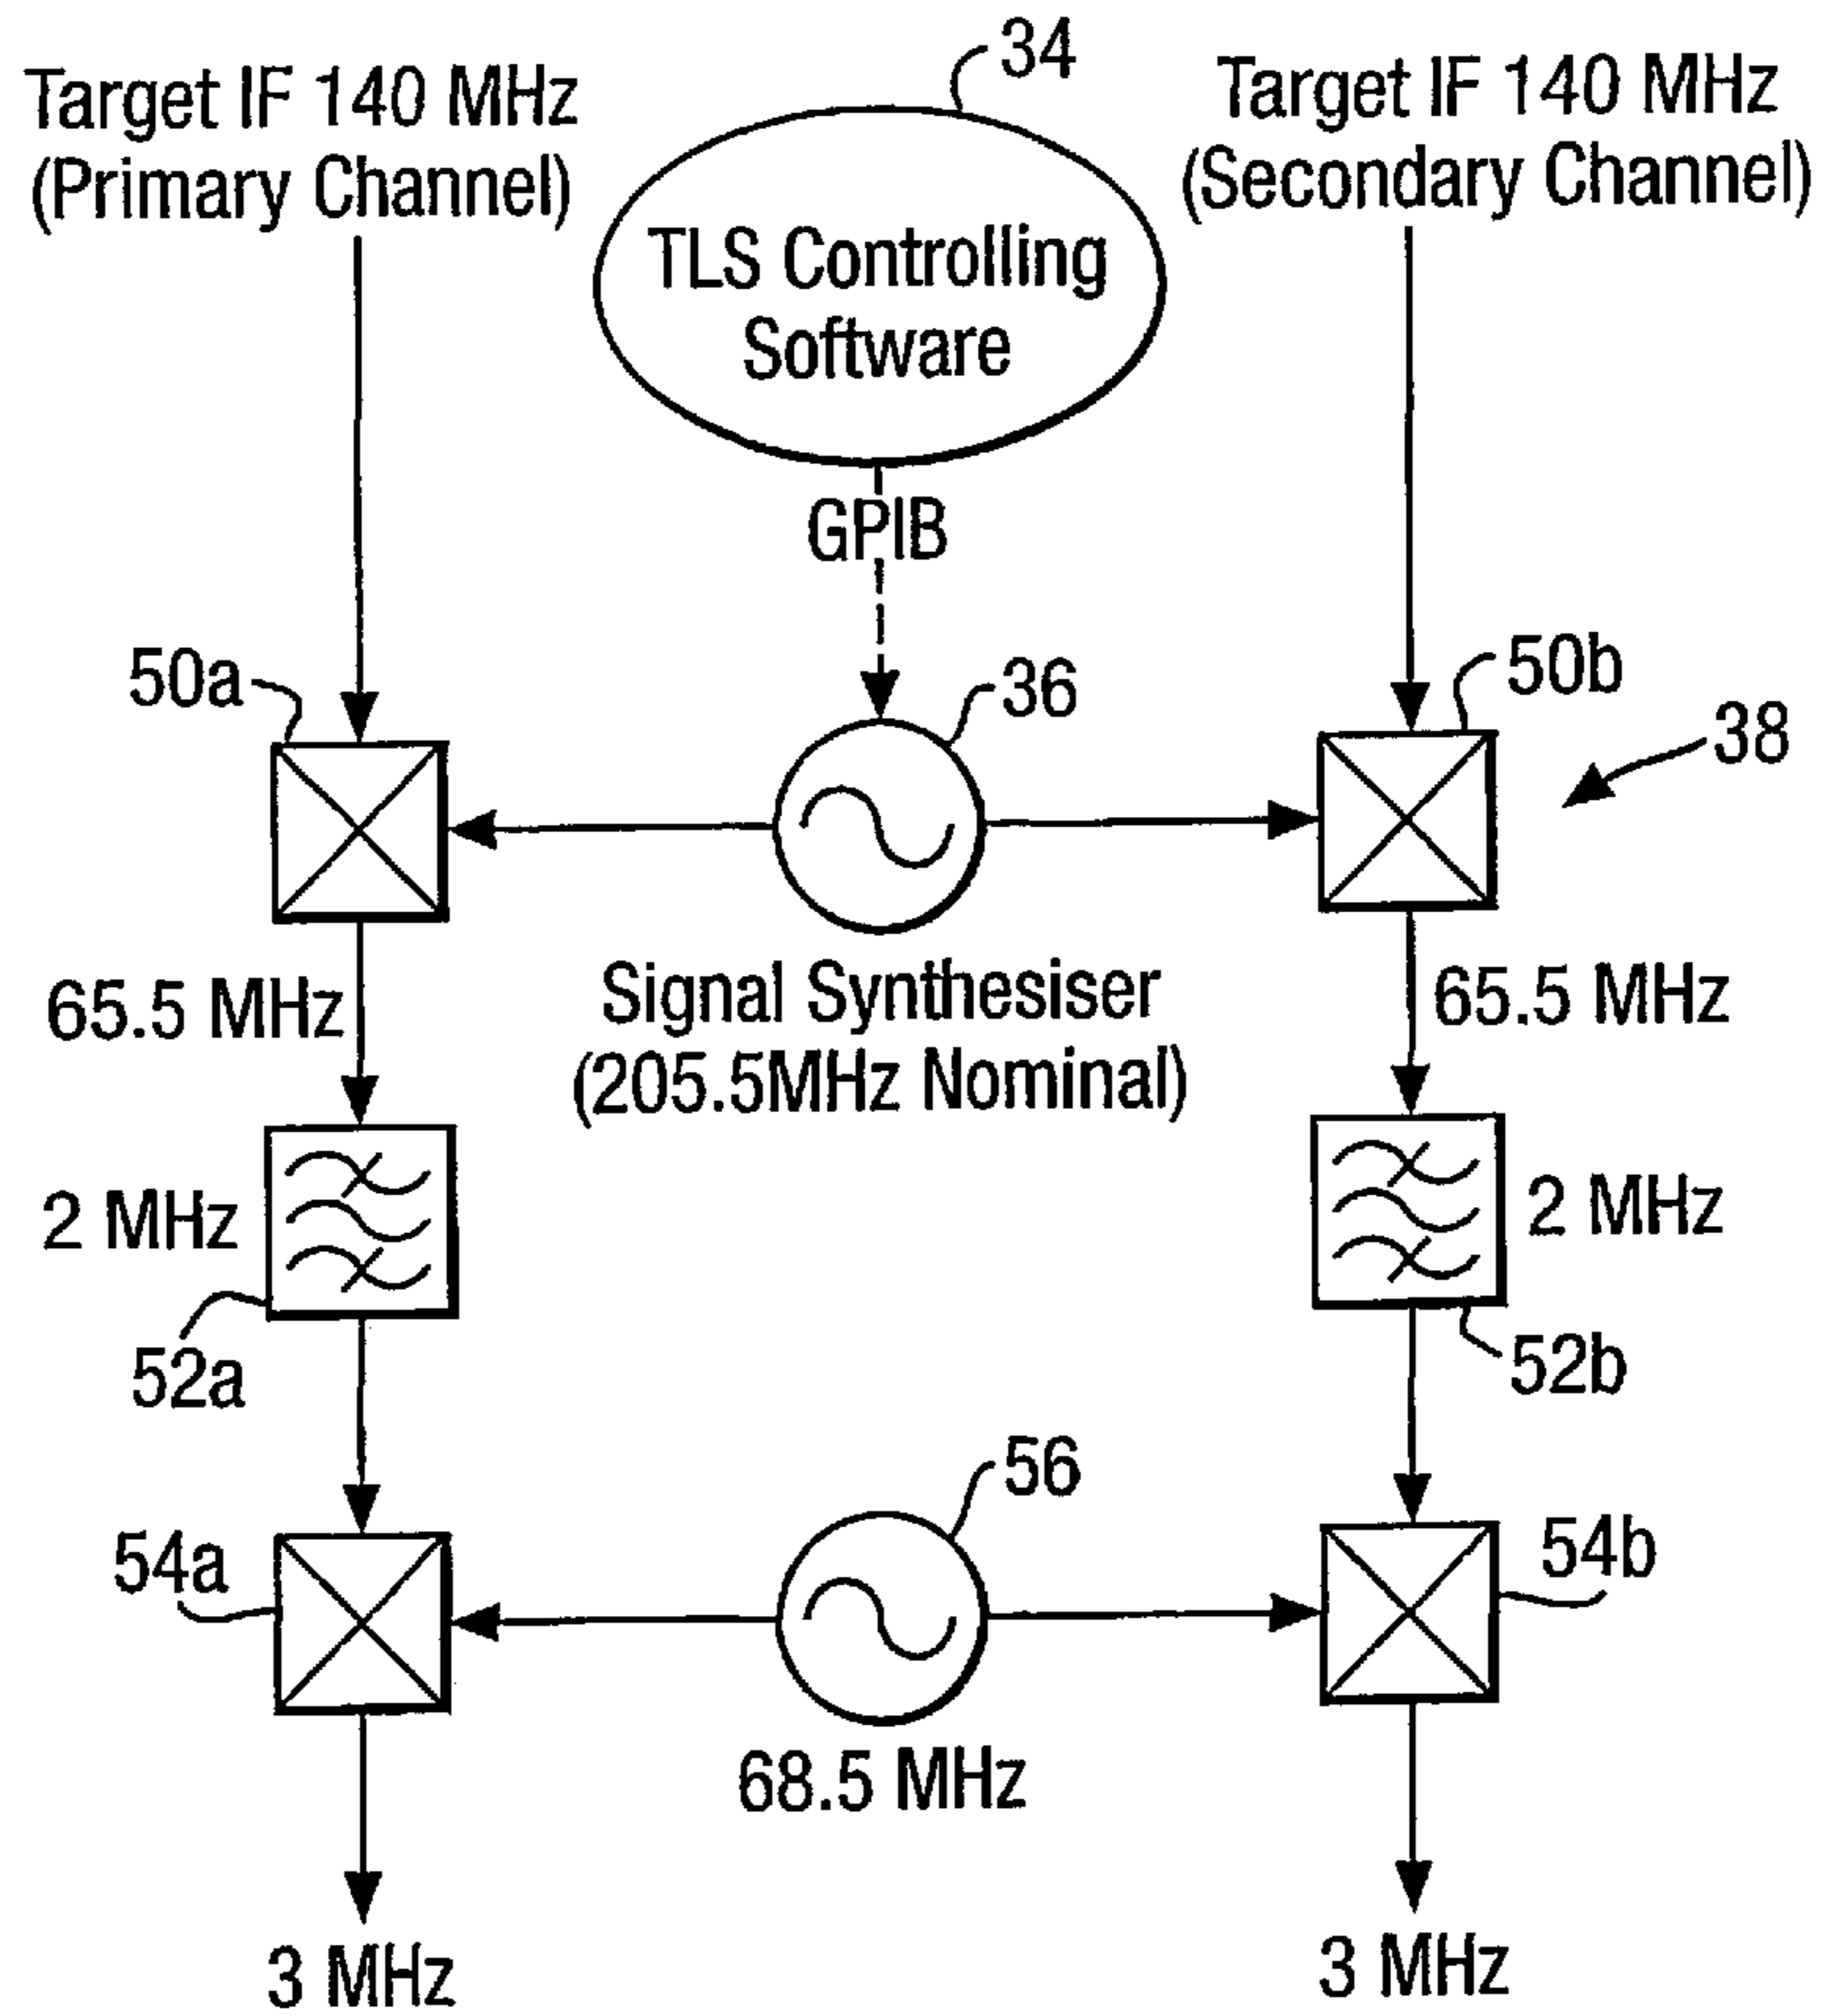 34
Target IF 140 MHz
(Primary Channel)
Target IF 140 MHz
(Secondary Channel)
TLS Controlling
Software
GPIB
50a
36
50b
38
65.5 MHz
Signal Synthesiser
(205.5MHz Nominal)
65.5 MHz
2 MHz
2 MHz
52a
52b
56
54a
54b
68.5 MHz
3 MHz
3 MHz